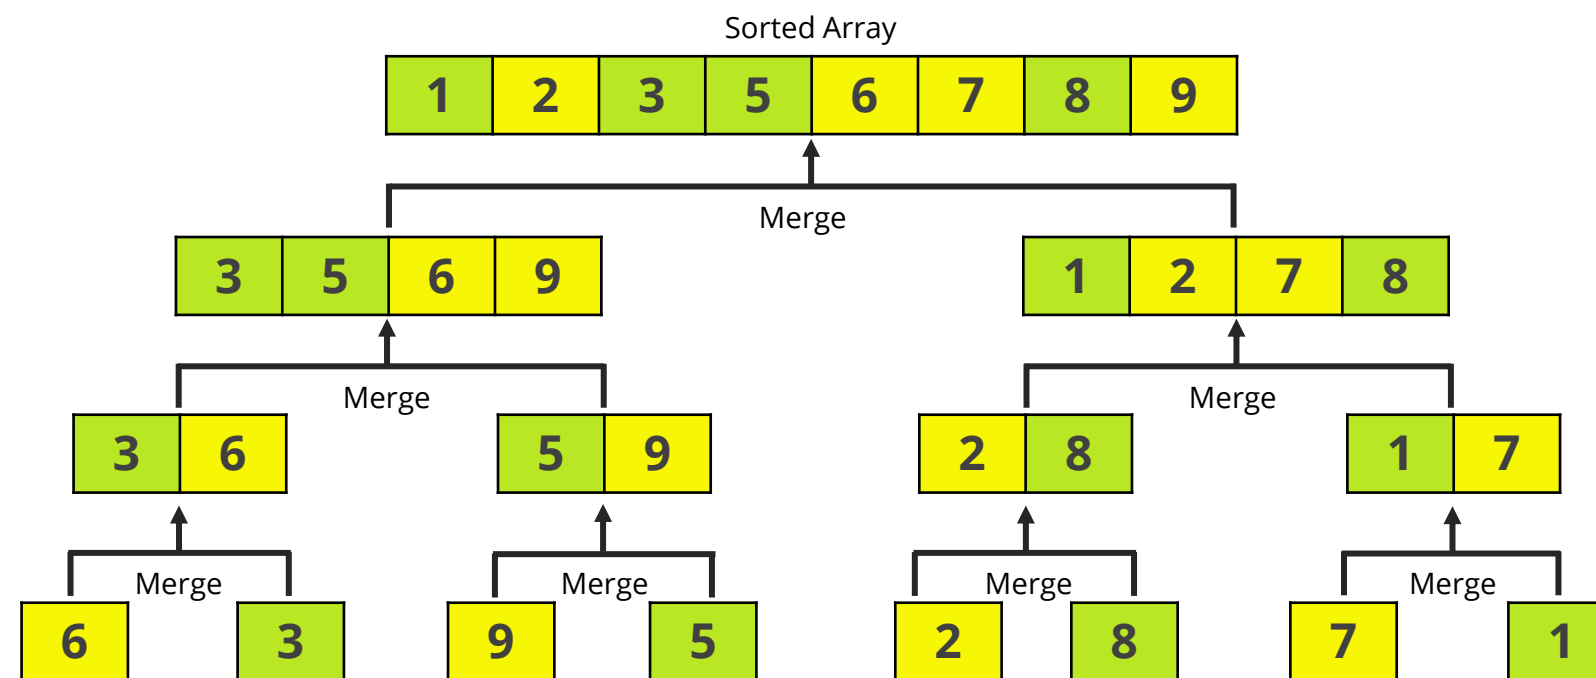 Sorted Array
1 2 3 5 6 7 8 9
Merge
3 5 6 9 1 2 7 8
Merge Merge
3 6 5 9 2 8 1 7
Merge Merge Merge Merge
6 3 9 5 2 8 7 1